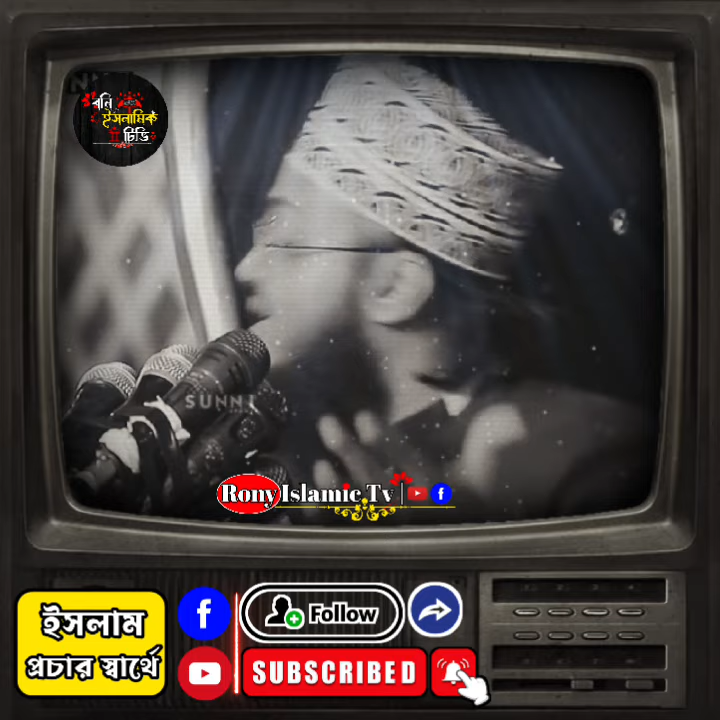 রনি
ইসলামিক
টিভি
SUNNI
Rony Islamic Tv
ইসলাম
প্রচার স্বার্থে
Follow
SUBSCRIBED